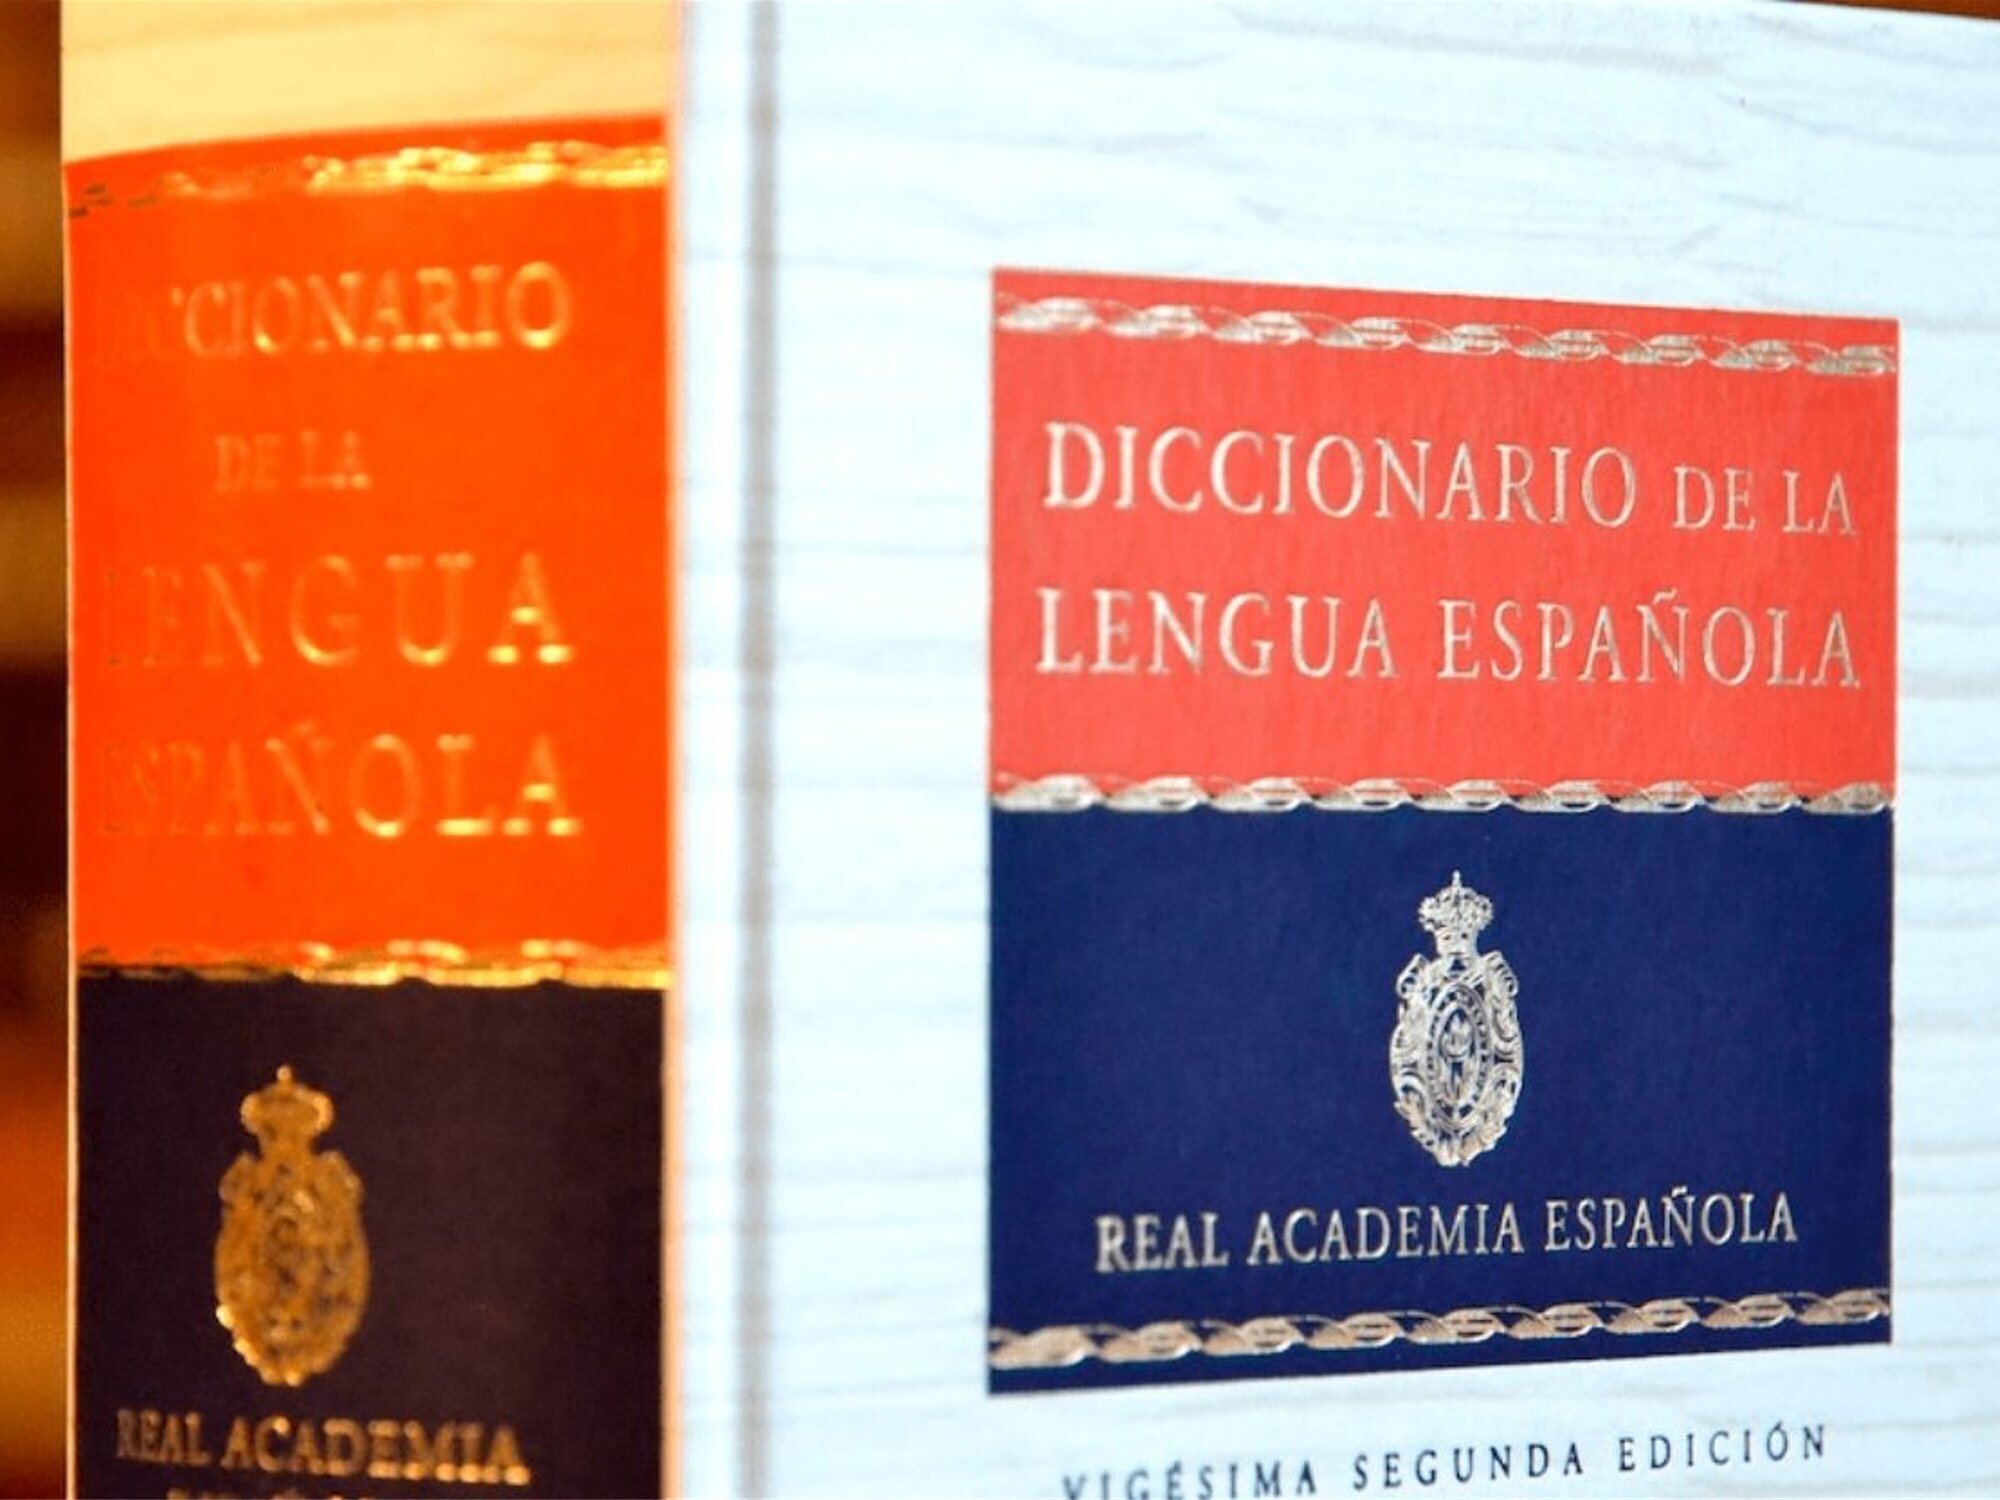 DICCIONARIO
DE LA
LENGUA
ESPAÑOLA
REAL ACADEMIA
DICCIONARIO DE LA
LENGUA ESPAÑOLA
REAL ACADEMIA ESPAÑOLA
VIGÉSIMA SEGUNDA EDICIÓN